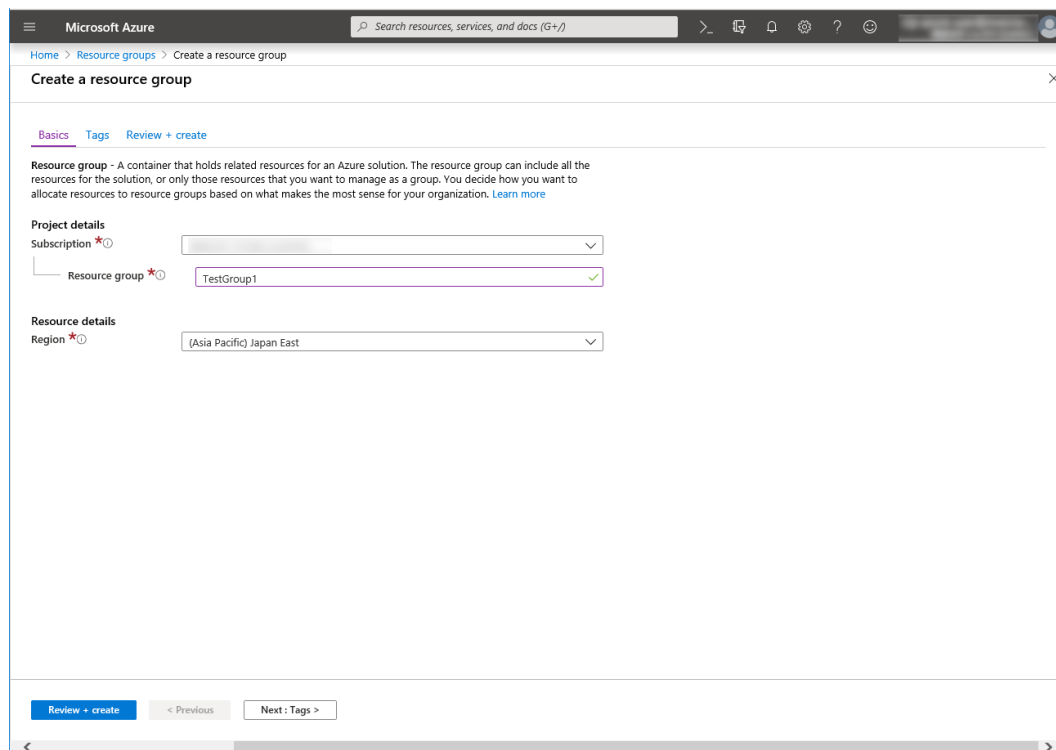 Microsoft Azure
Search resources, services, and docs (G+/)
Home > Resource groups > Create a resource group
Create a resource group
Basics Tags Review + create
Resource group - A container that holds related resources for an Azure solution. The resource group can include all the
resources for the solution, or only those resources that you want to manage as a group. You decide how you want to
allocate resources to resource groups based on what makes the most sense for your organization. Learn more
Project details
Subscription *
Resource group * TestGroup1
Resource details
Region * (Asia Pacific) Japan East
Review + create < Previous Next : Tags >